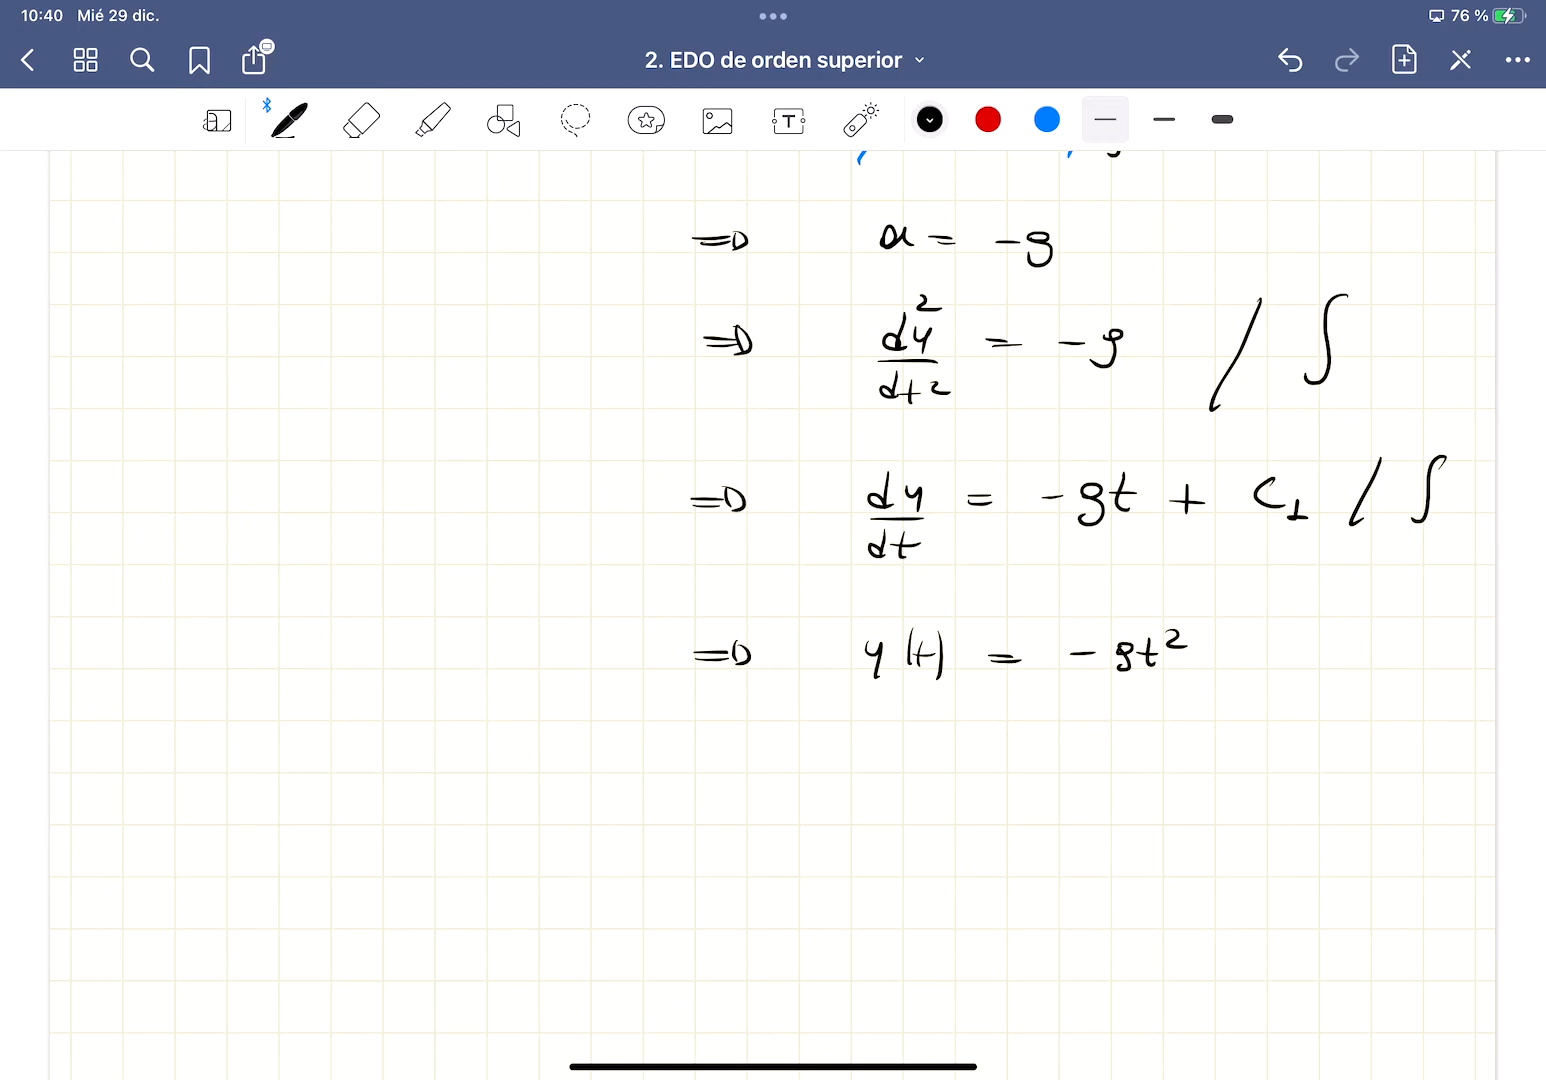 10:40 Mié 29 dic. 76 %
2. EDO de orden superior
T
⇒ a = -g
⇒ d²y/dt² = -g / ∫
⇒ dy/dt = -gt + C₁ / ∫
⇒ y(t) = -gt²